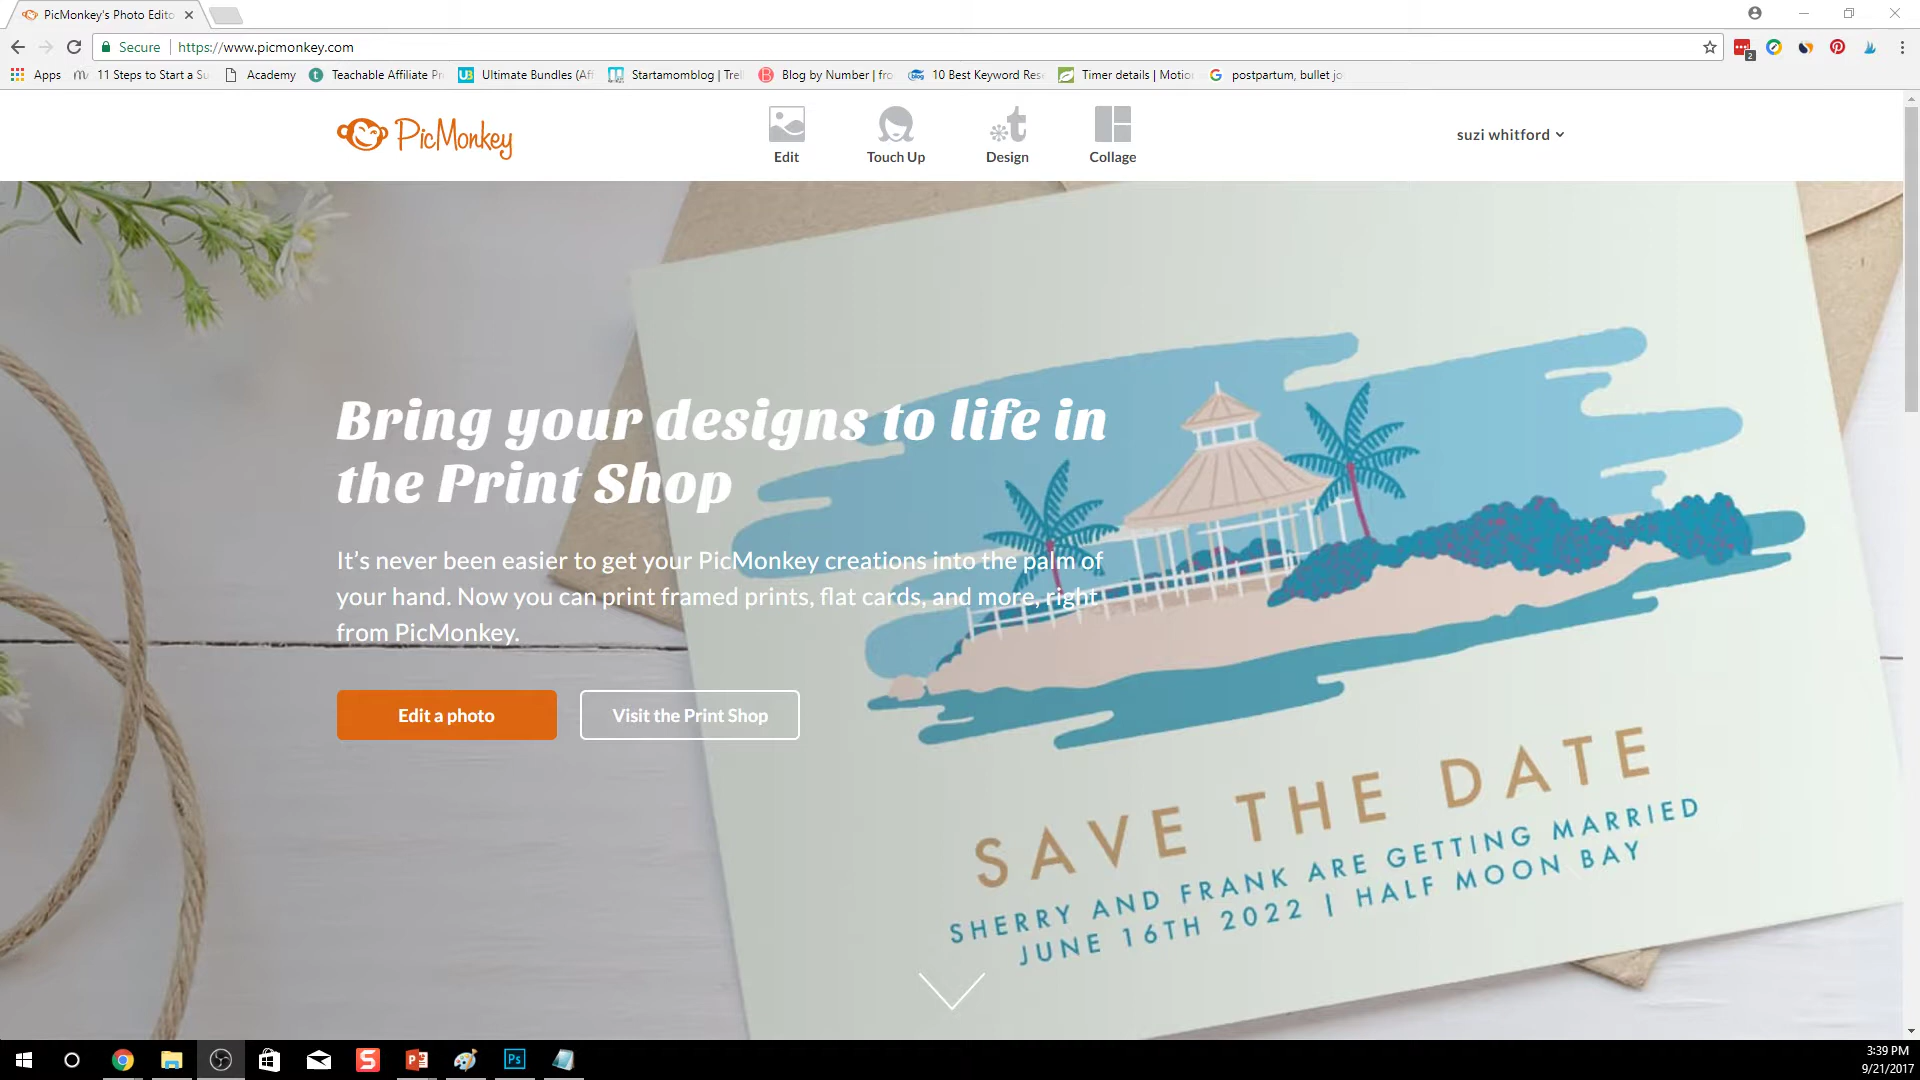 PicMonkey's Photo Edito
Secure
https://www.picmonkey.com
2
Apps
11 Steps to Start a Su
Academy
Teachable Affiliate Pr
Ultimate Bundles (Aff
Startamomblog | Trel
Blog by Number | fro
10 Best Keyword Res
Timer details | Motio
postpartum, bullet jo
PicMonkey
Edit
Touch Up
Design
Collage
suzi whitford
Bring your designs to life in
the Print Shop
It's never been easier to get your PicMonkey creations into the palm of
your hand. Now you can print framed prints, flat cards, and more, right
from PicMonkey.
Edit a photo
Visit the Print Shop
SAVE THE DATE
SHERRY AND FRANK ARE GETTING MARRIED
JUNE 16TH 2022 | HALF MOON BAY
3:39 PM
9/21/2017